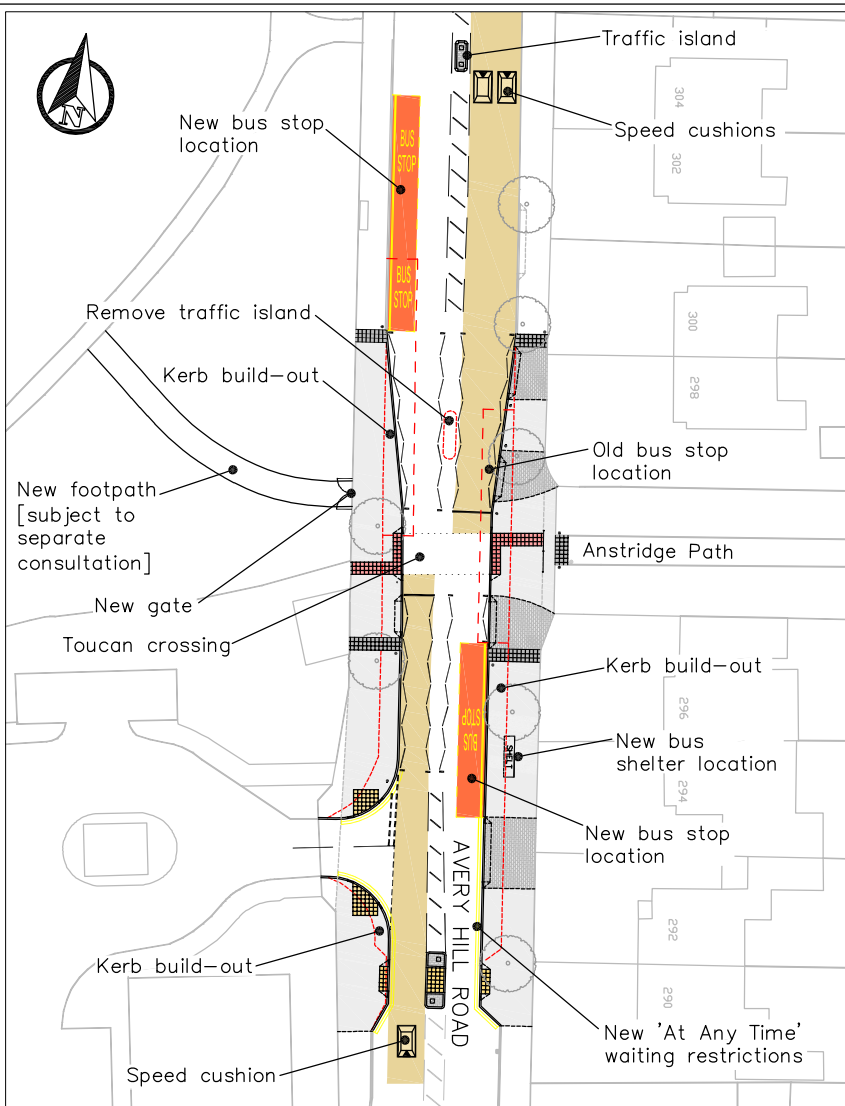 N
Traffic island
Speed cushions
New bus stop
location
BUS
STOP
BUS
STOP
304
302
300
298
Remove traffic island
Kerb build-out
Old bus stop
location
New footpath
[subject to
separate
consultation]
Anstridge Path
New gate
Toucan crossing
Kerb build-out
BUS
STOP
SHELT
New bus
shelter location
296
294
New bus stop
location
AVERY HILL ROAD
292
290
Kerb build-out
New 'At Any Time'
waiting restrictions
Speed cushion